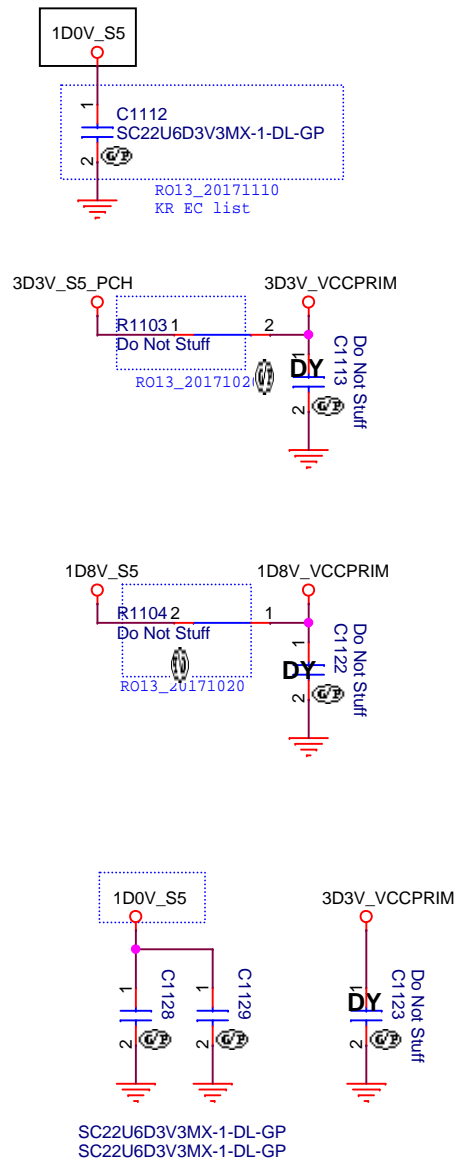 1D0V_S5
1
C1112
SC22U6D3V3MX-1-DL-GP
2
G/P
RO13_20171110
KR EC list
3D3V_S5_PCH
3D3V_VCCPRIM
R1103 1
2
Do Not Stuff
RO13_2017102
1
DY
C1113
Do Not Stuff
2
G/P
1D8V_S5
1D8V_VCCPRIM
R1104 2
1
Do Not Stuff
RO13_20171020
1
DY
C1122
Do Not Stuff
2
G/P
1D0V_S5
3D3V_VCCPRIM
1
C1128
2
G/P
1
C1129
2
G/P
1
DY
C1123
Do Not Stuff
2
G/P
SC22U6D3V3MX-1-DL-GP
SC22U6D3V3MX-1-DL-GP